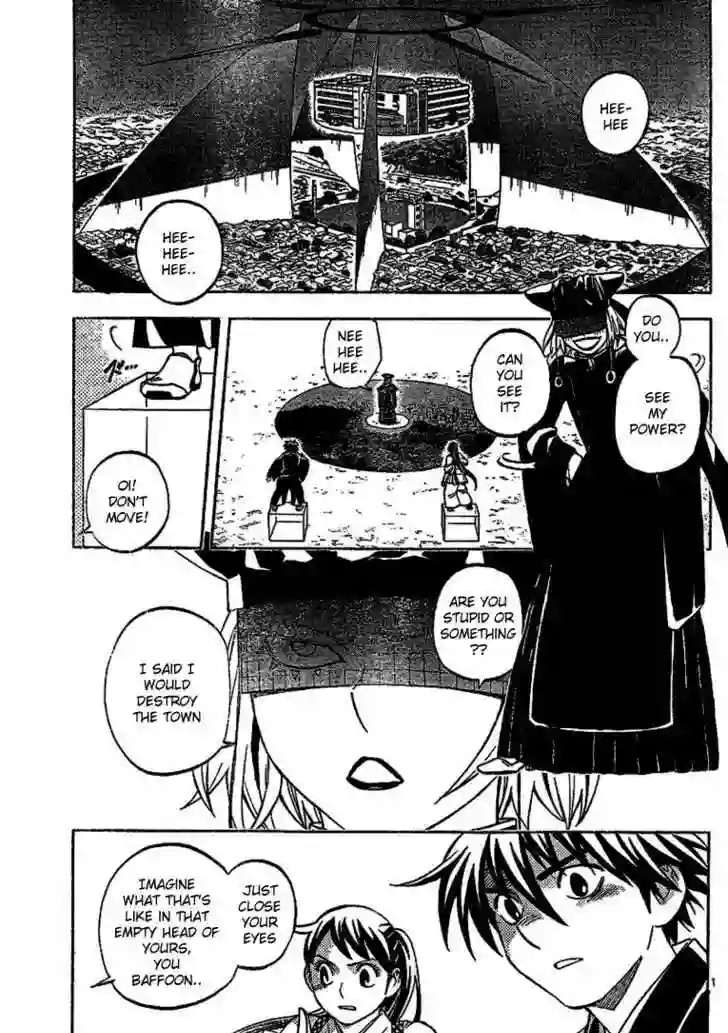 HEE-
HEE
HEE-
HEE-
HEE..
DO
YOU..
SEE
MY
POWER?
CAN
YOU
SEE
IT?
NEE
HEE
HEE..
OI!
DON'T
MOVE!
ARE YOU
STUPID OR
SOMETHING
??
I SAID I
WOULD
DESTROY
THE TOWN
JUST
CLOSE
YOUR
EYES
IMAGINE
WHAT THAT'S
LIKE IN THAT
EMPTY HEAD OF
YOURS,
YOU
BAFFOON..
1